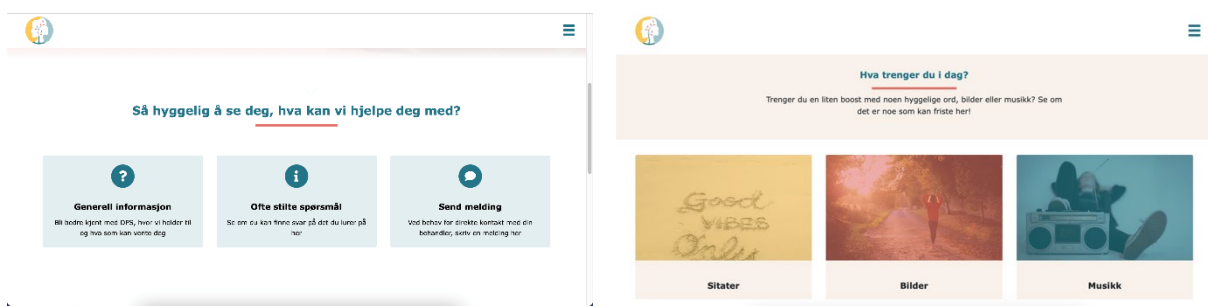 Så hyggelig å se deg, hva kan vi hjelpe deg med?
Generell informasjon
Bli bedre kjent med DPS, hvor vi holder til
og hva som kan vente deg
Ofte stilte spørsmål
Se om du kan finne svar på det du lurer på
her
Send melding
Ved behov for direkte kontakt med din
behandler, skriv en melding her
Hva trenger du i dag?
Trenger du en liten boost med noen hyggelige ord, bilder eller musikk? Se om
det er noe som kan friste her!
Good
VIBES
Only
Sitater
Bilder
Musikk